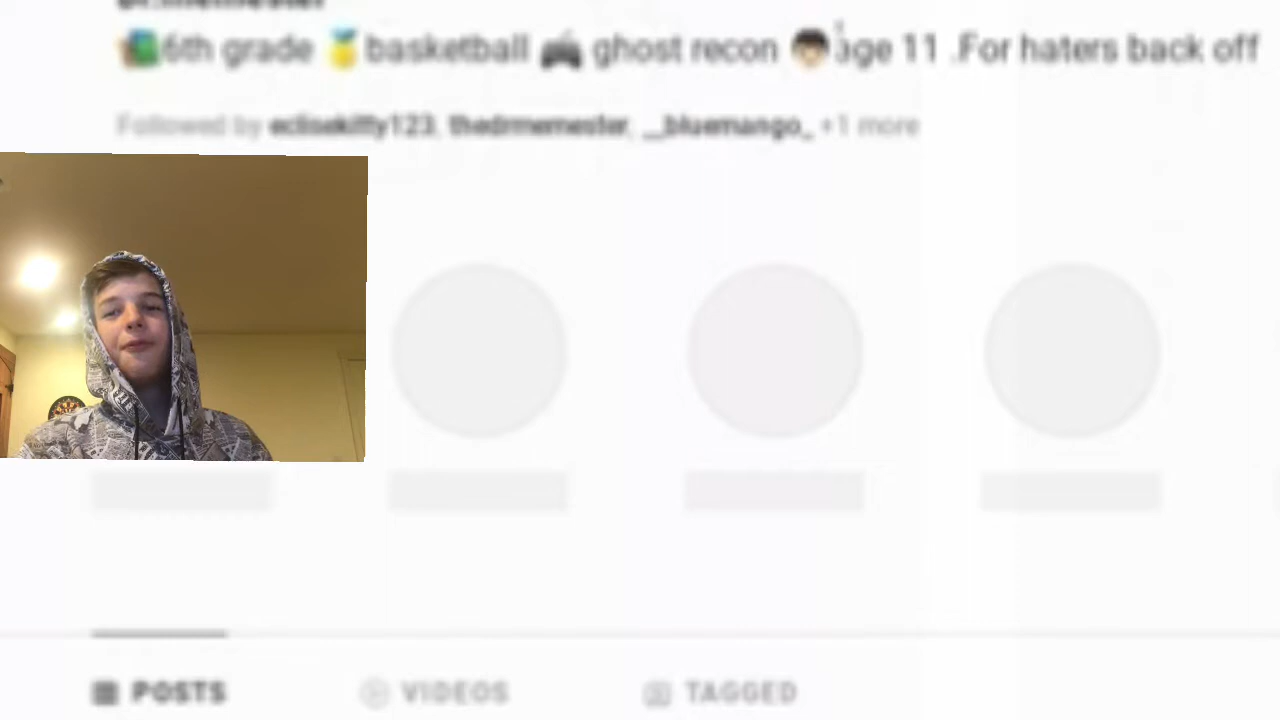 6th grade basketball ghost recon age 11 .For haters back off
Followed by eclisekitty123, thedrmemester, __bluemango_ +1 more
POSTS VIDEOS TAGGED